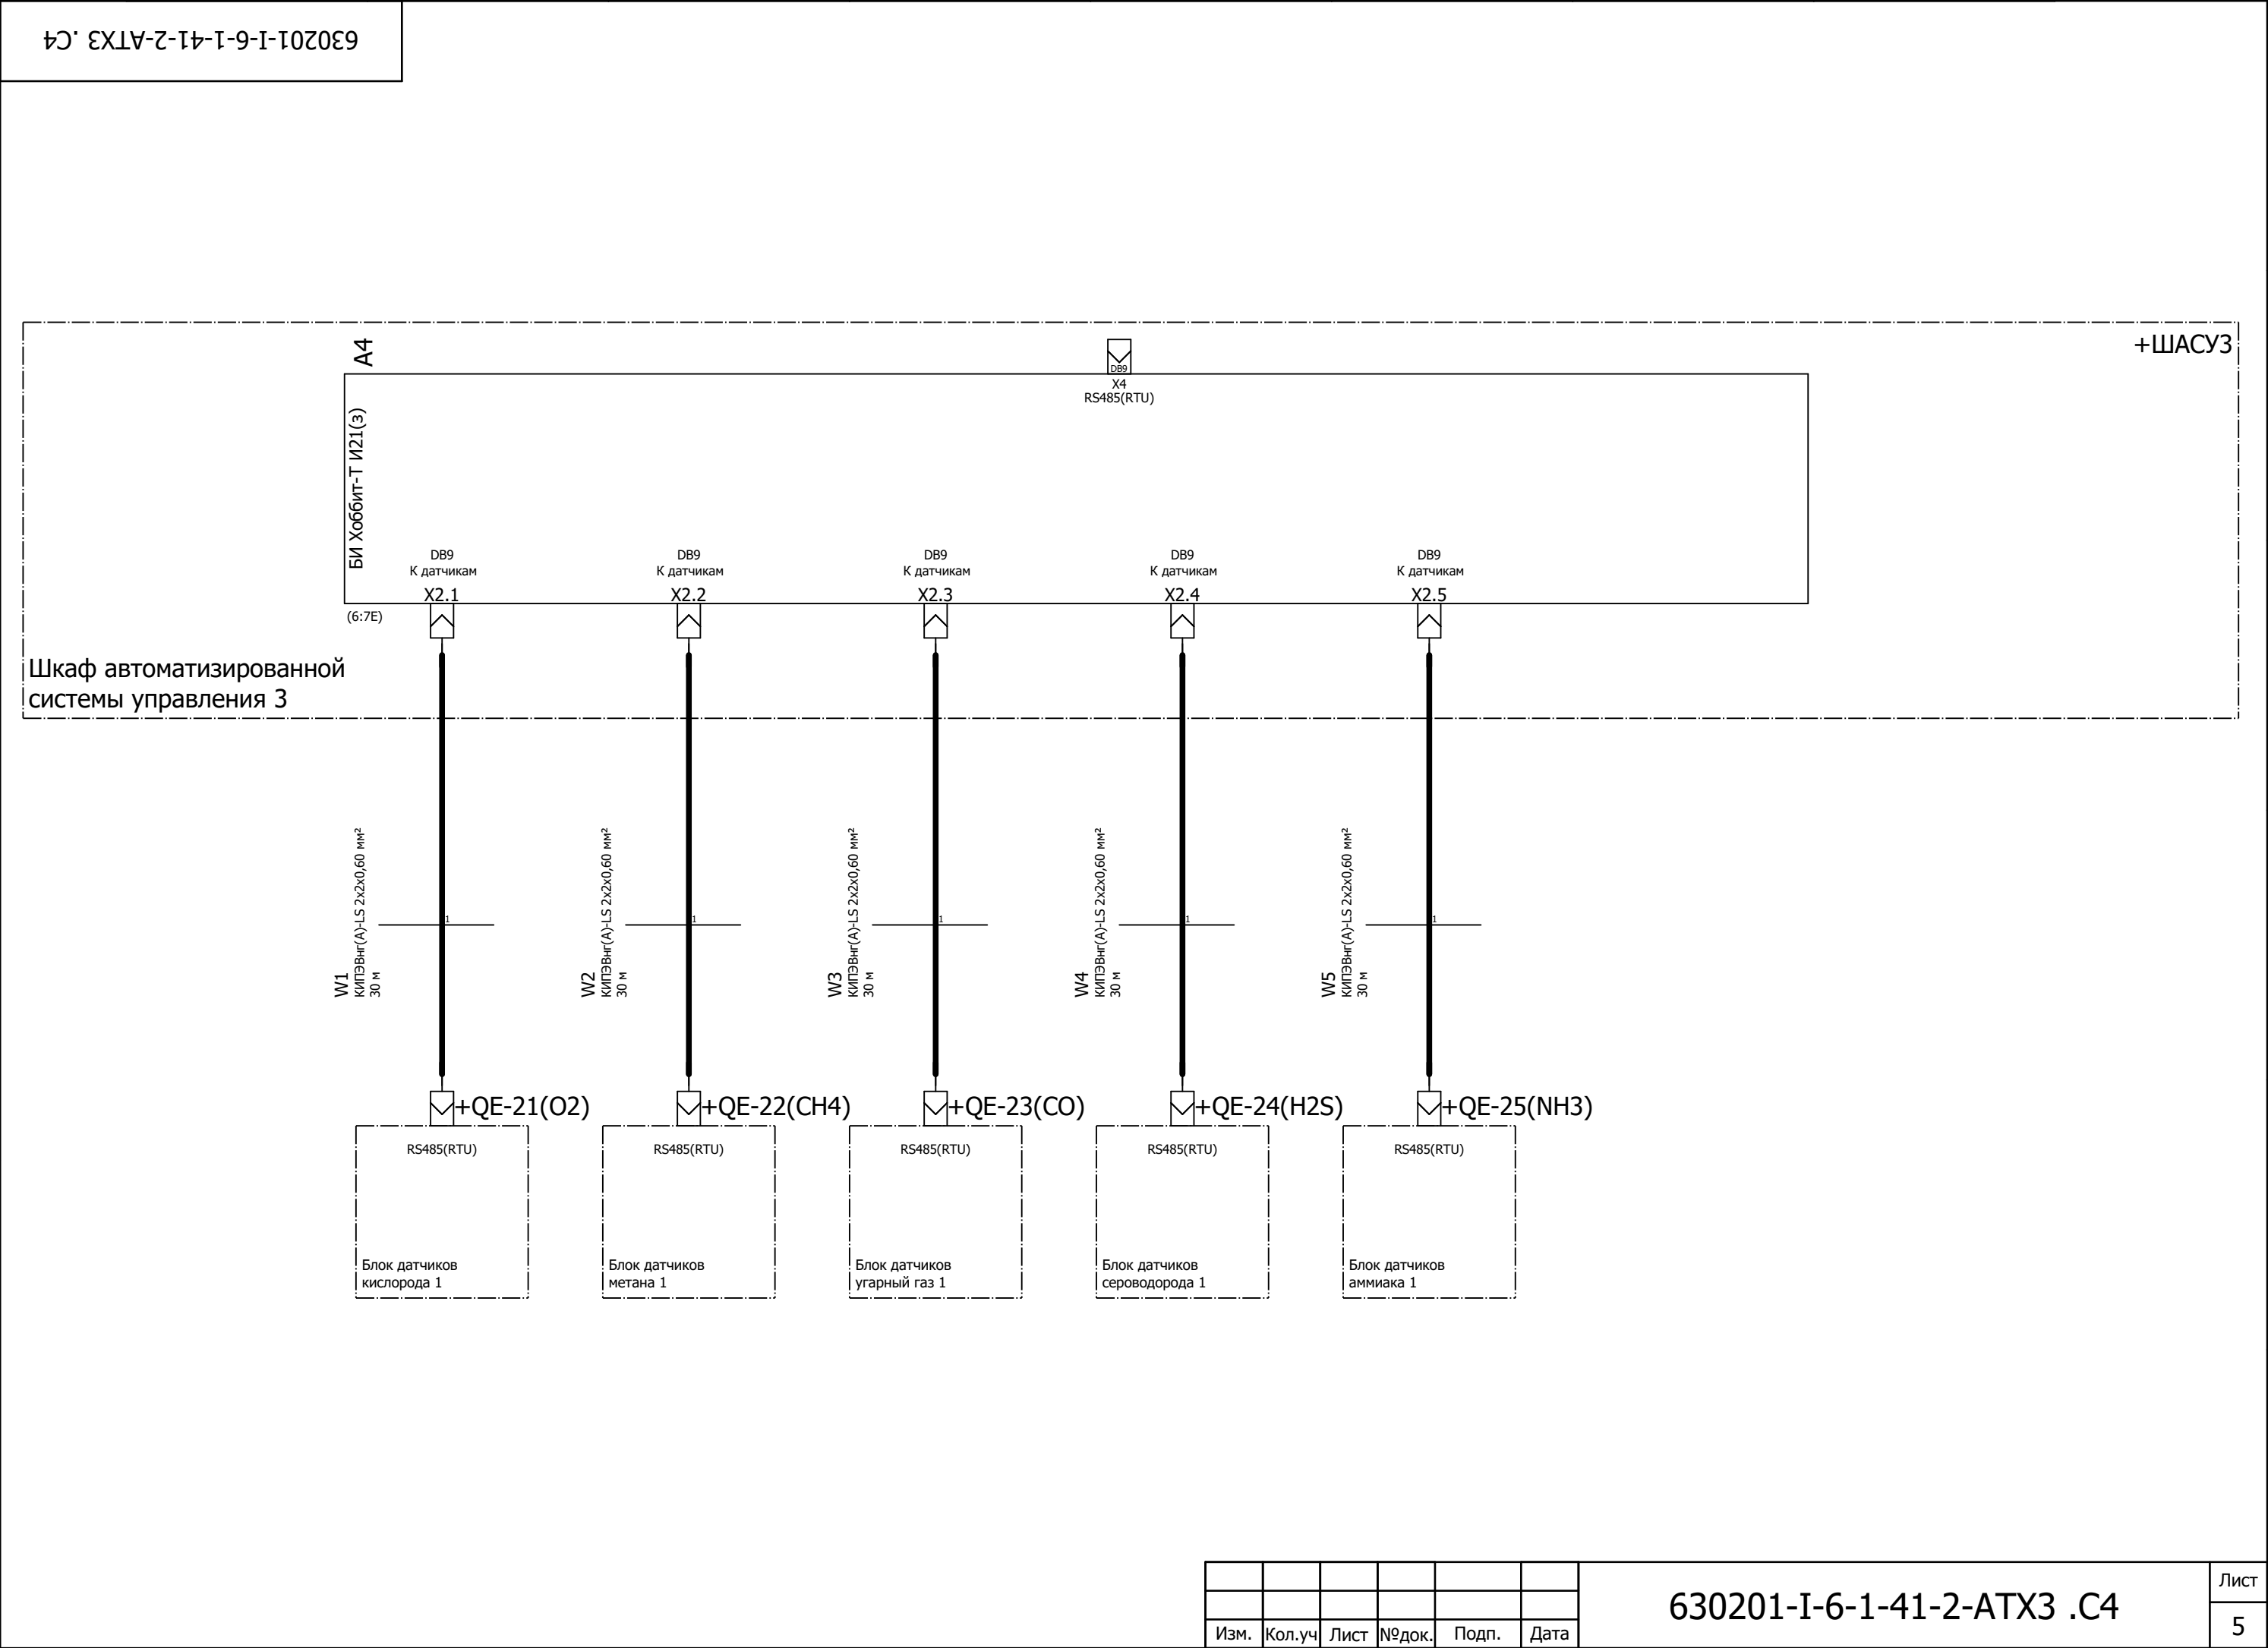 630201-I-6-1-41-2-АТХ3 .С4
A4
+ШАСУ3
DB9
X4
RS485(RTU)
БИ Хоббит-Т И21(з)
DB9
К датчикам
X2.1
DB9
К датчикам
X2.2
DB9
К датчикам
X2.3
DB9
К датчикам
X2.4
DB9
К датчикам
X2.5
(6:7E)
Шкаф автоматизированной
системы управления 3
W1
КИПЭВнг(А)-LS 2x2x0,60 мм²
30 м
1
W2
КИПЭВнг(А)-LS 2x2x0,60 мм²
30 м
1
W3
КИПЭВнг(А)-LS 2x2x0,60 мм²
30 м
1
W4
КИПЭВнг(А)-LS 2x2x0,60 мм²
30 м
1
W5
КИПЭВнг(А)-LS 2x2x0,60 мм²
30 м
1
+QE-21(O2)
RS485(RTU)
Блок датчиков
кислорода 1
+QE-22(CH4)
RS485(RTU)
Блок датчиков
метана 1
+QE-23(CO)
RS485(RTU)
Блок датчиков
угарный газ 1
+QE-24(H2S)
RS485(RTU)
Блок датчиков
сероводорода 1
+QE-25(NH3)
RS485(RTU)
Блок датчиков
аммиака 1
Изм. Кол.уч Лист №док. Подп. Дата
630201-I-6-1-41-2-АТХ3 .С4
Лист
5